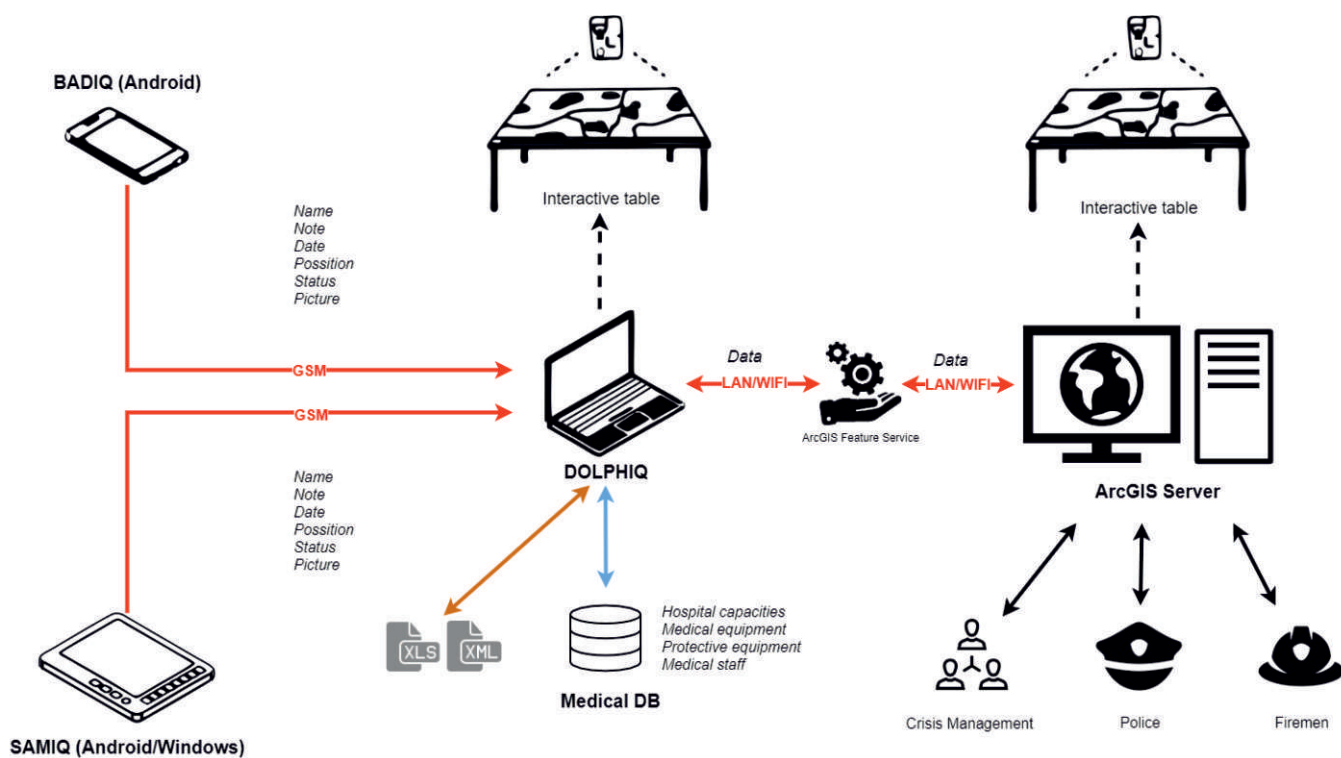 BADIQ (Android)
Interactive table
Interactive table
Name
Note
Date
Possition
Status
Picture
GSM
GSM
Data
LAN/WIFI
Data
LAN/WIFI
ArcGIS Feature Service
DOLPHIQ
ArcGIS Server
Name
Note
Date
Possition
Status
Picture
XLS
XML
Hospital capacities
Medical equipment
Protective equipment
Medical staff
Medical DB
Crisis Management
Police
Firemen
SAMIQ (Android/Windows)